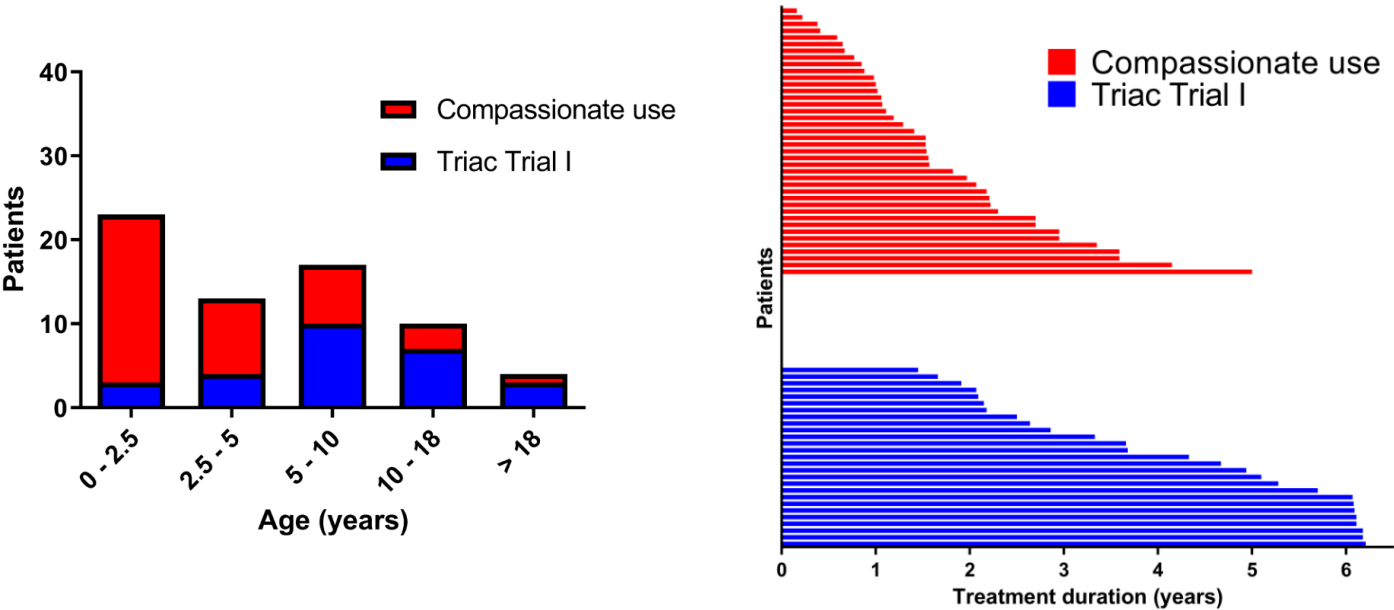 Patients
40
30
20
10
0
Compassionate use
Triac Trial I
0 - 2.5
2.5 - 5
5 - 10
10 - 18
> 18
Age (years)
Compassionate use
Triac Trial I
Patients
0 1 2 3 4 5 6
Treatment duration (years)